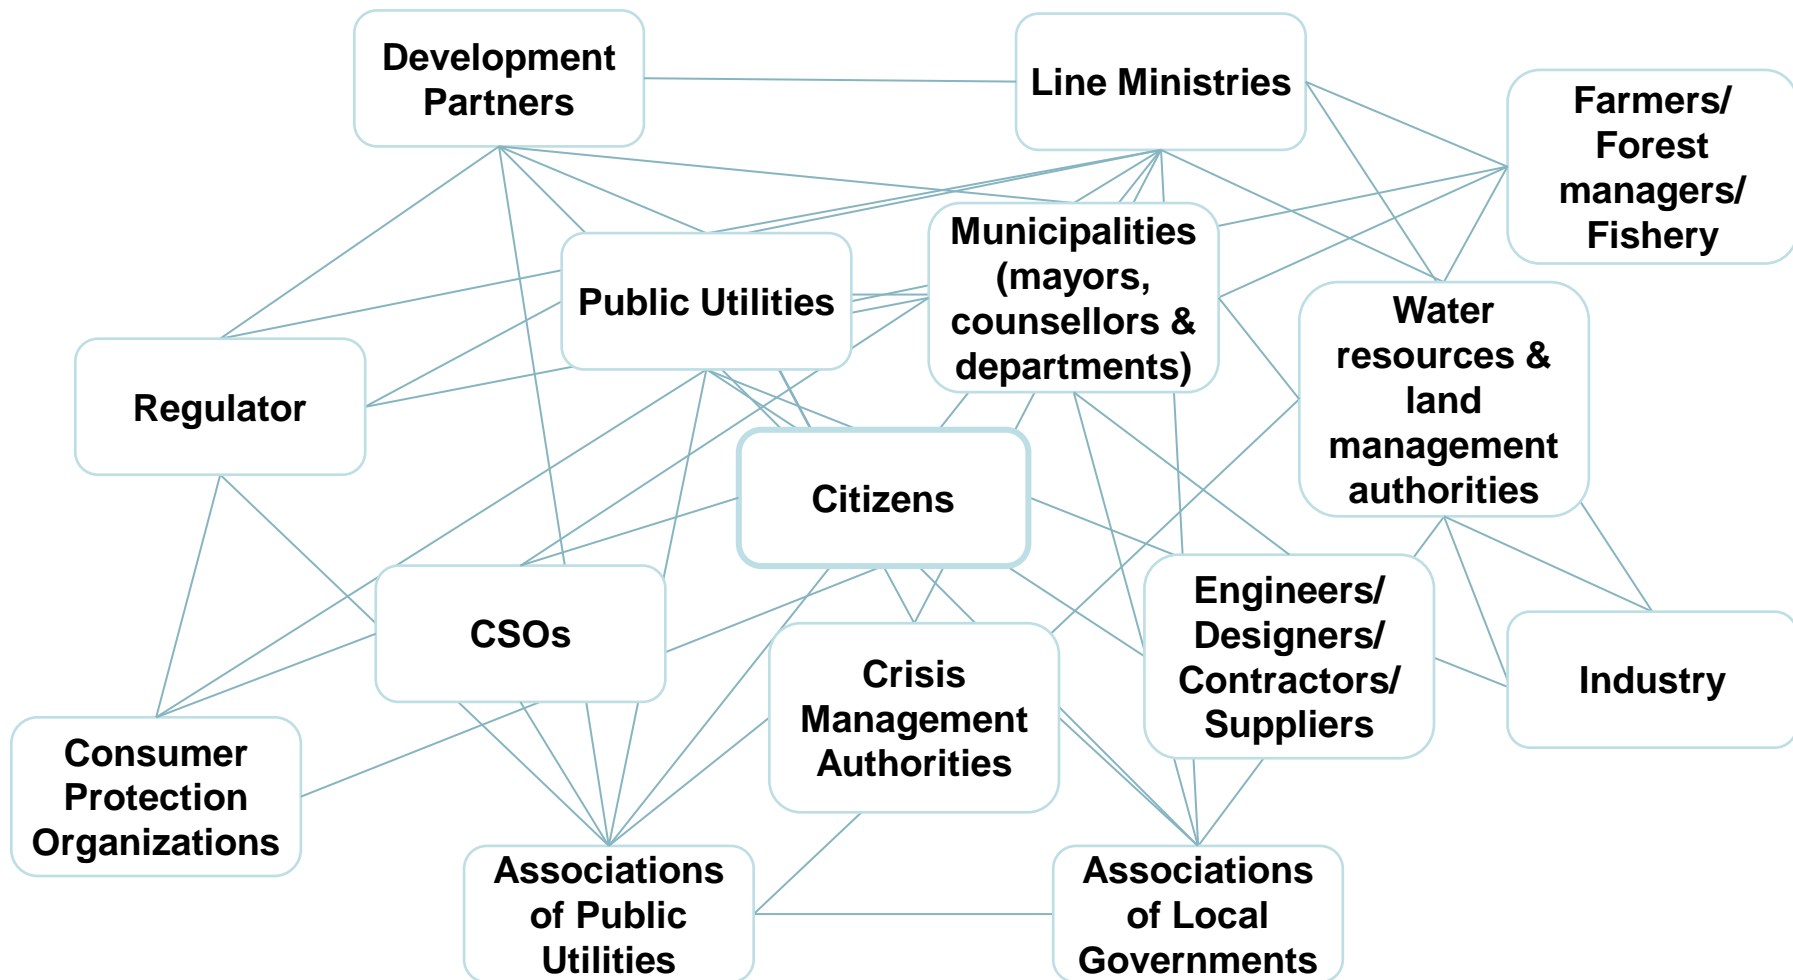 Development
Partners
Line Ministries
Farmers/
Forest
managers/
Fishery
Public Utilities
Municipalities
(mayors,
counsellors &
departments)
Water
resources &
land
management
authorities
Regulator
Citizens
CSOs
Crisis
Management
Authorities
Engineers/
Designers/
Contractors/
Suppliers
Industry
Consumer
Protection
Organizations
Associations
of Public
Utilities
Associations
of Local
Governments